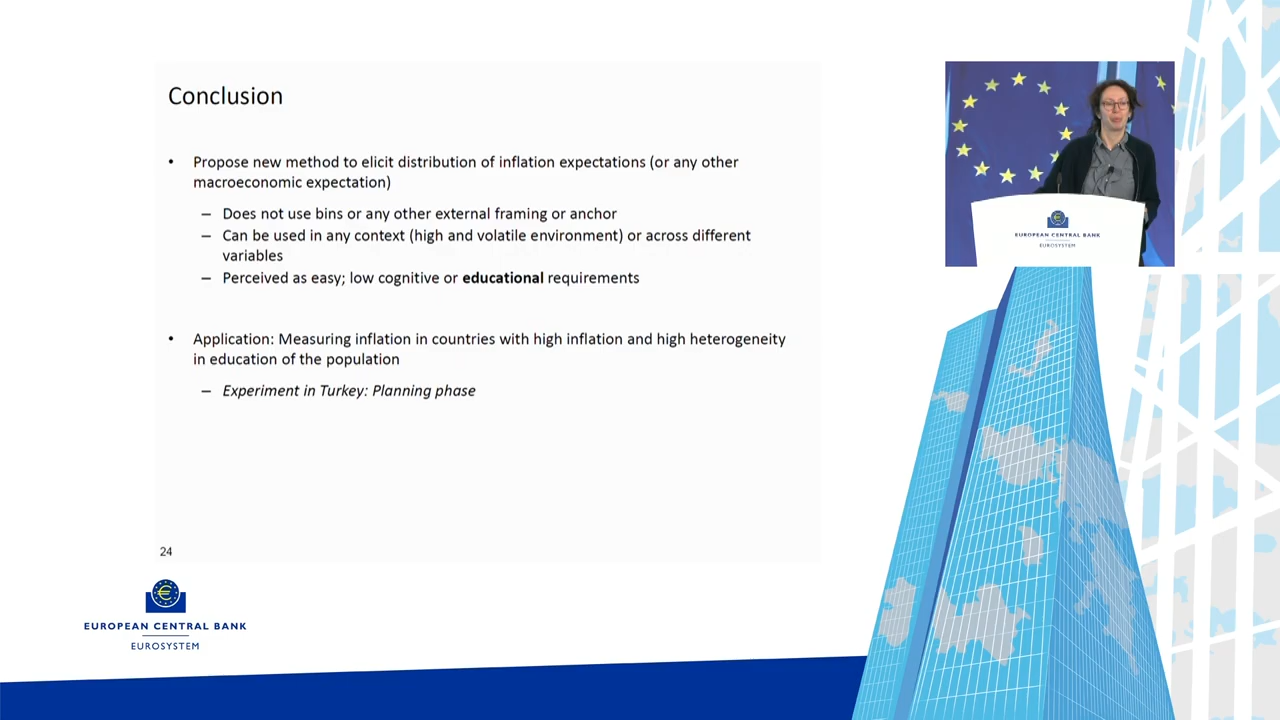 Conclusion
• Propose new method to elicit distribution of inflation expectations (or any other
macroeconomic expectation)
– Does not use bins or any other external framing or anchor
– Can be used in any context (high and volatile environment) or across different
variables
– Perceived as easy; low cognitive or educational requirements
• Application: Measuring inflation in countries with high inflation and high heterogeneity
in education of the population
– Experiment in Turkey: Planning phase
24
EUROPEAN CENTRAL BANK
EUROSYSTEM
EUROPEAN CENTRAL BANK
EUROSYSTEM